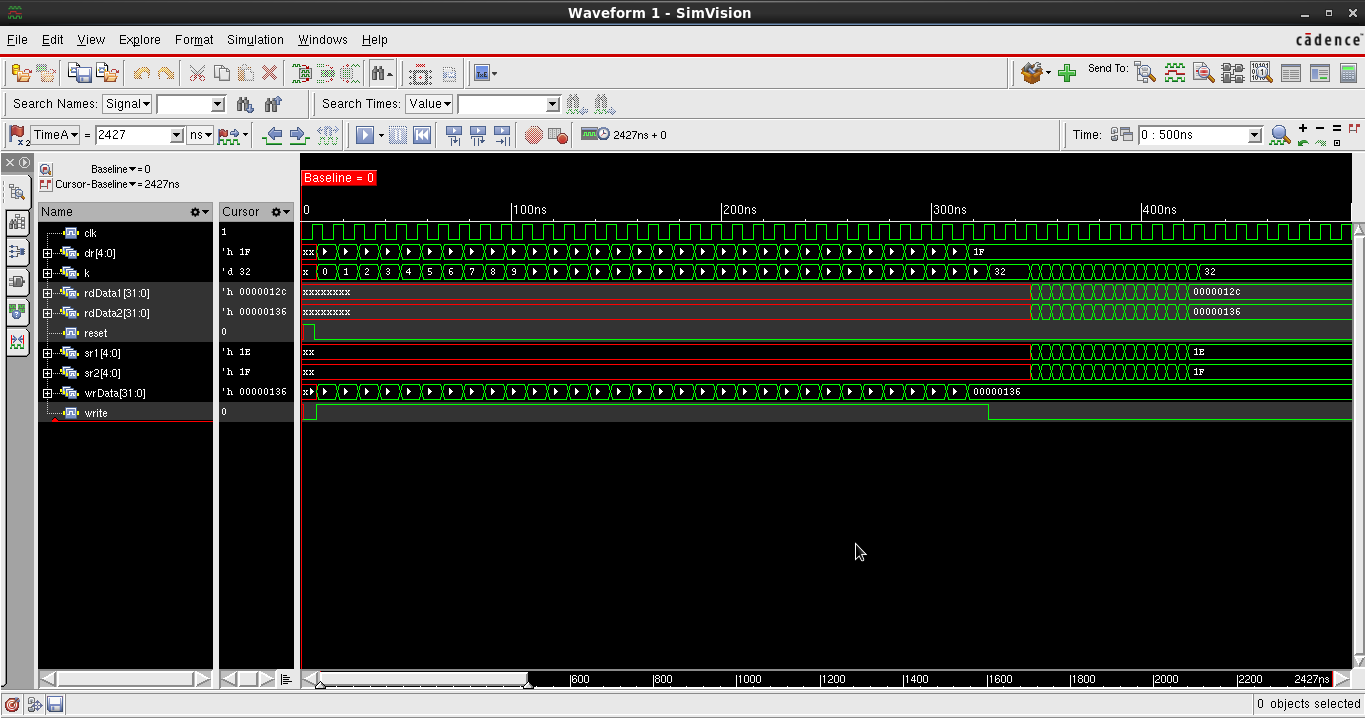 Waveform 1 - SimVision
File Edit View Explore Format Simulation Windows Help
cādence
Send To:
Search Names: Signal
Search Times: Value
TimeA = 2427 ns
2427ns + 0
Time: 0 : 500ns
Baseline = 0
Cursor-Baseline = 2427ns
Baseline = 0
Name Cursor
0 100ns 200ns 300ns 400ns
clk 1
dr[4:0] 'h 1F xx 1F
k 'd 32 x 0 1 2 3 4 5 6 7 8 9 32 32
rdData1[31:0] 'h 0000012C xxxxxxxx 0000012C
rdData2[31:0] 'h 00000136 xxxxxxxx 00000136
reset 0
sr1[4:0] 'h 1E xx 1E
sr2[4:0] 'h 1F xx 1F
wrData[31:0] 'h 00000136 x 00000136
write 0
600 800 1000 1200 1400 1600 1800 2000 2200 2427ns
0 objects selected